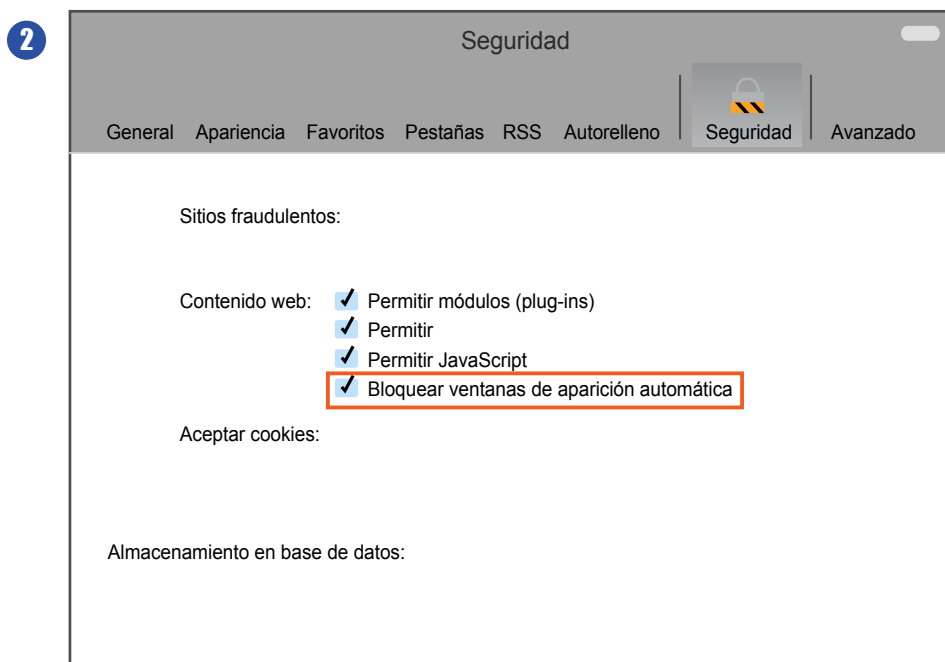 2
Seguridad
General Apariencia Favoritos Pestañas RSS Autorelleno Seguridad Avanzado
Sitios fraudulentos:
Contenido web: Permitir módulos (plug-ins)
Permitir
Permitir JavaScript
Bloquear ventanas de aparición automática
Aceptar cookies:
Almacenamiento en base de datos: